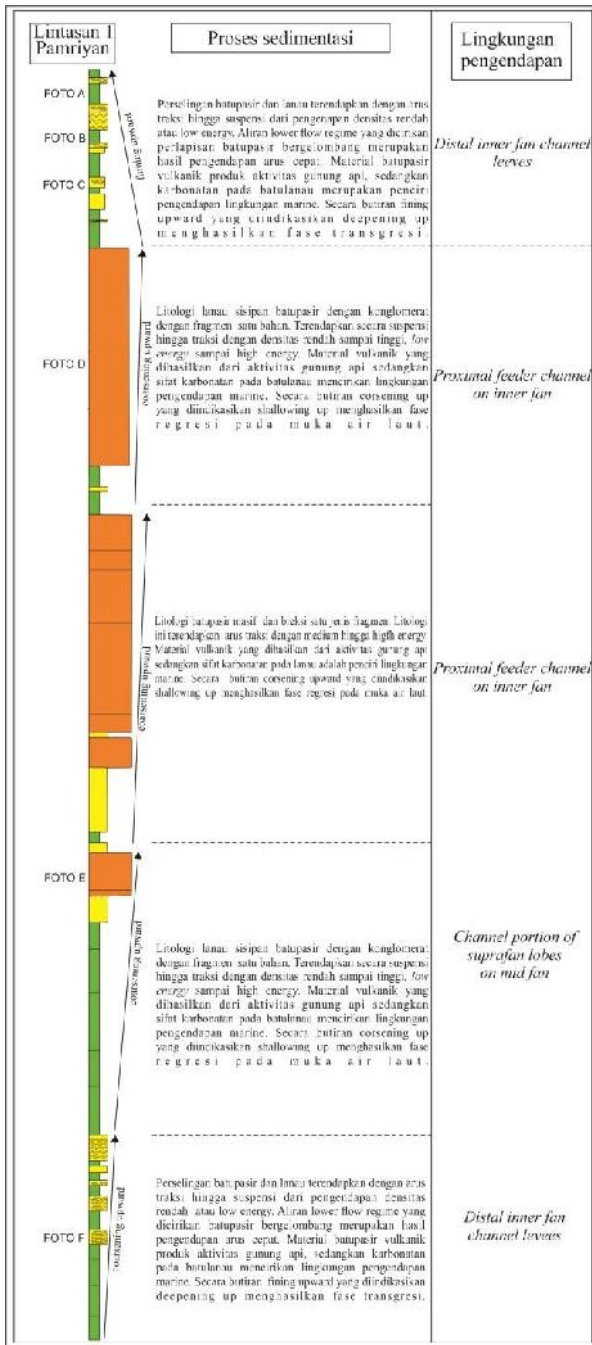 Lintasan 1
Pamriyan
Proses sedimentasi
Lingkungan
pengendapan
FOTO A
FOTO B
FOTO C
fining upward
Perselingan batupasir dan lanau terendapkan dengan arus
traksi hingga suspensi dari pengenapan densitas rendah
atau low energy. Aliran lower flow regime yang dicirikan
perlapisan batupasir bergelombang merupakan
hasil pengendapan arus cepat. Material batupasir
vulkanik produk aktivitas gunung api, sedangkan
karbonatan pada batulanau merupakan penciri
pengendapan lingkungan marine. Secara butiran fining
upward yang diindikasikan deepening up
menghasilkan fase transgresi.
Distal inner fan channel
leeves
FOTO D
coarsening upward
Litologi lanau sisipan batupasir dengan konglomerat
dengan fragmen satu bahan. Terendapkan secara suspensi
hingga traksi dengan densitas rendah sampai tinggi, low
energy sampai high energy. Material vulkanik yang
dihasilkan dari aktivitas gunung api sedangkan
sifat karbonatan pada batulanau mencirikan lingkungan
pengendapan marine. Secara butiran corsening up
yang diindikasikan shallowing up menghasilkan fase
regresi pada muka air laut.
Proximal feeder channel
on inner fan
coarsening upward
Litologi batupasir masif dan breksi satu jenis fragmen. Litologi
ini terendapkan arus traksi dengan medium hingga higth energy.
Material vulkanik yang dihasilkan dari aktivitas gunung api
sedangkan sifat karbonatan pada lanau adalah penciri lingkungan
marine. Secara butiran corsening upward yang diindikasikan
shallowing up menghasilkan fase regresi pada muka air laut.
Proximal feeder channel
on inner fan
FOTO E
coarsening upward
Litologi lanau sisipan batupasir dengan konglomerat
dengan fragmen satu bahan. Terendapkan secara suspensi
hingga traksi dengan densitas rendah sampai tinggi, low
energy sampai high energy. Material vulkanik yang
dihasilkan dari aktivitas gunung api sedangkan
sifat karbonatan pada batulanau mencirikan lingkungan
pengendapan marine. Secara butiran corsening up
yang diindikasikan shallowing up menghasilkan fase
regresi pada muka air laut.
Channel portion of
suprafan lobes
on mid fan
FOTO F
coarsening upward
Perselingan batupasir dan lanau terendapkan dengan arus
traksi hingga suspensi dari pengendapan densitas
rendah atau low energy. Aliran lower flow regime yang
dicirikan batupasir bergelombang merupakan hasil
pengendapan arus cepat. Material batupasir vulkanik
produk aktivitas gunung api, sedangkan karbonatan
pada batulanau mencirikan lingkungan pengendapan
marine. Secara butiran fining upward yang diindikasikan
deepening up menghasilkan fase transgresi.
Distal inner fan
channel levees